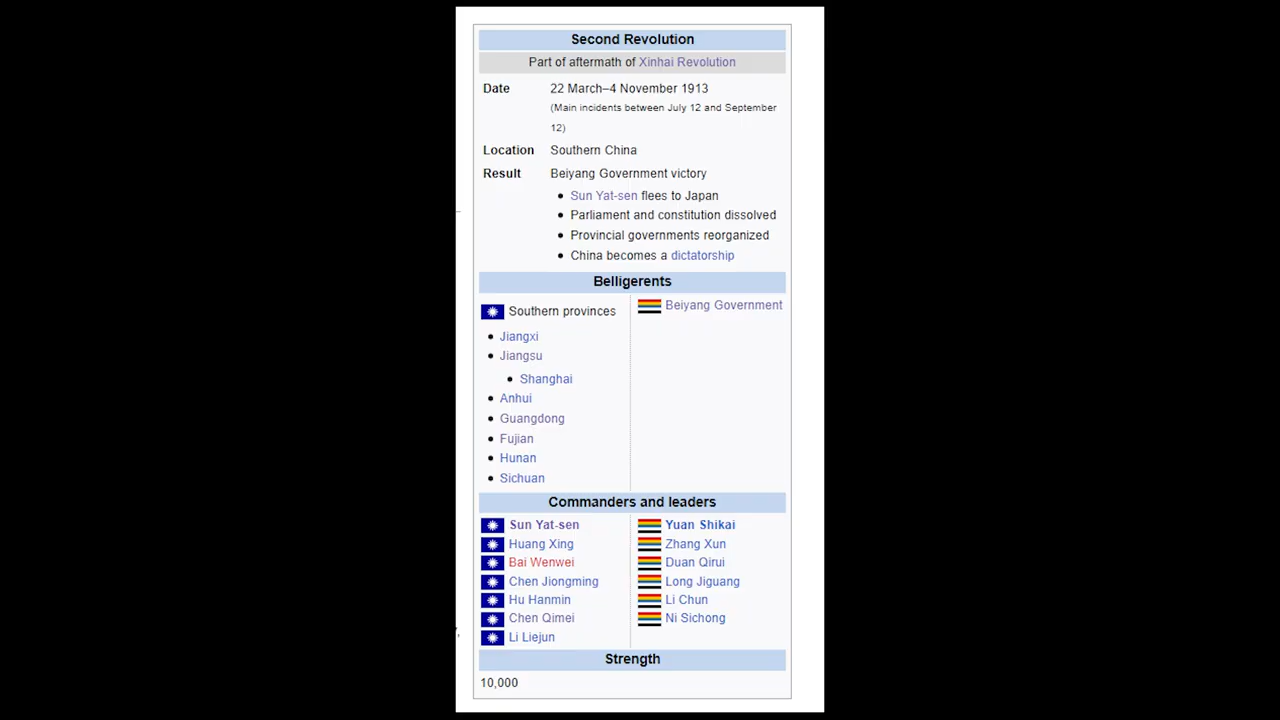 Second Revolution
Part of aftermath of Xinhai Revolution
Date 22 March–4 November 1913
(Main incidents between July 12 and September
12)
Location Southern China
Result Beiyang Government victory
• Sun Yat-sen flees to Japan
• Parliament and constitution dissolved
• Provincial governments reorganized
• China becomes a dictatorship
Belligerents
Southern provinces
• Jiangxi
• Jiangsu
• Shanghai
• Anhui
• Guangdong
• Fujian
• Hunan
• Sichuan
Beiyang Government
Commanders and leaders
Sun Yat-sen
Huang Xing
Bai Wenwei
Chen Jiongming
Hu Hanmin
Chen Qimei
Li Liejun
Yuan Shikai
Zhang Xun
Duan Qirui
Long Jiguang
Li Chun
Ni Sichong
Strength
10,000